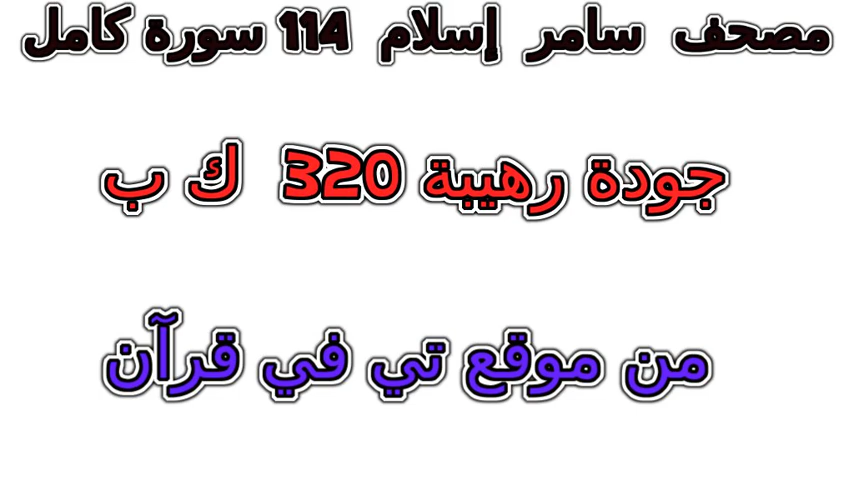 مصحف سامر إسلام 114 سورة كامل
جودة رهيبة 320 ك ب
من موقع تي في قرآن